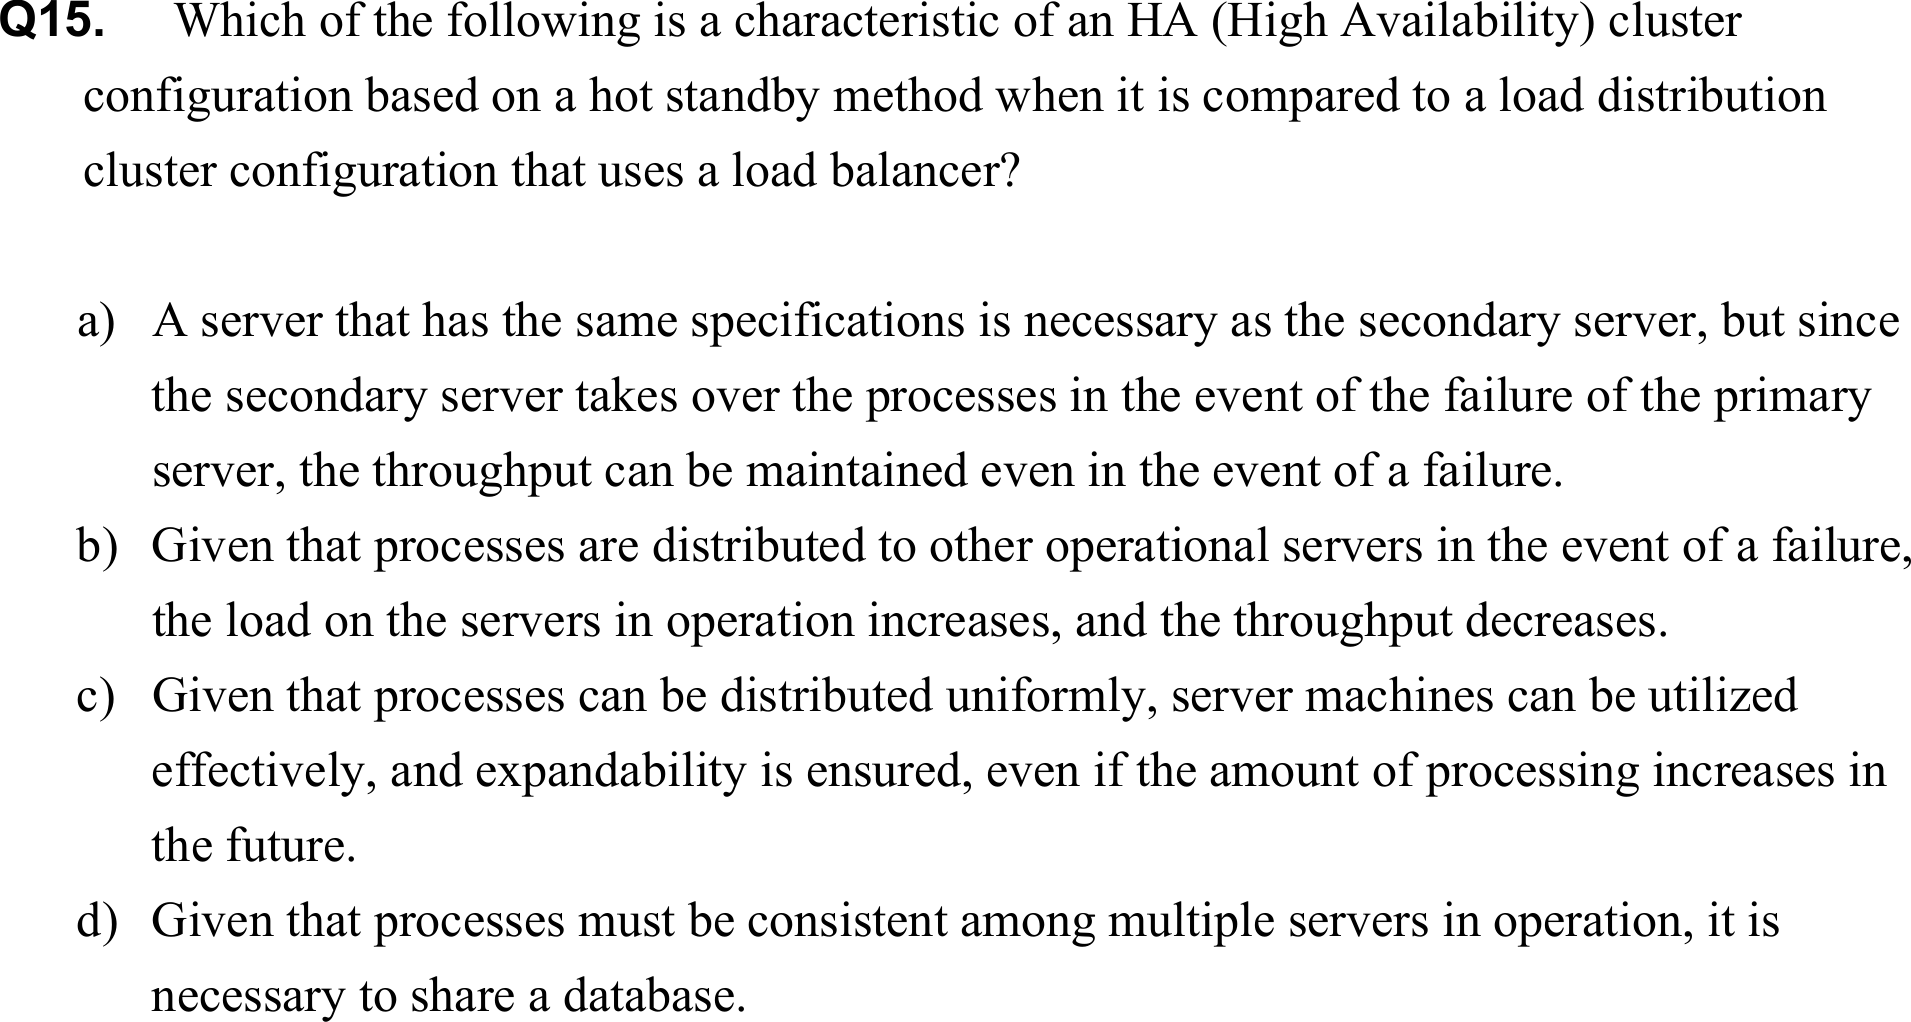 Q15. Which of the following is a characteristic of an HA (High Availability) cluster
configuration based on a hot standby method when it is compared to a load distribution
cluster configuration that uses a load balancer?
a) A server that has the same specifications is necessary as the secondary server, but since
the secondary server takes over the processes in the event of the failure of the primary
server, the throughput can be maintained even in the event of a failure.
b) Given that processes are distributed to other operational servers in the event of a failure,
the load on the servers in operation increases, and the throughput decreases.
c) Given that processes can be distributed uniformly, server machines can be utilized
effectively, and expandability is ensured, even if the amount of processing increases in
the future.
d) Given that processes must be consistent among multiple servers in operation, it is
necessary to share a database.